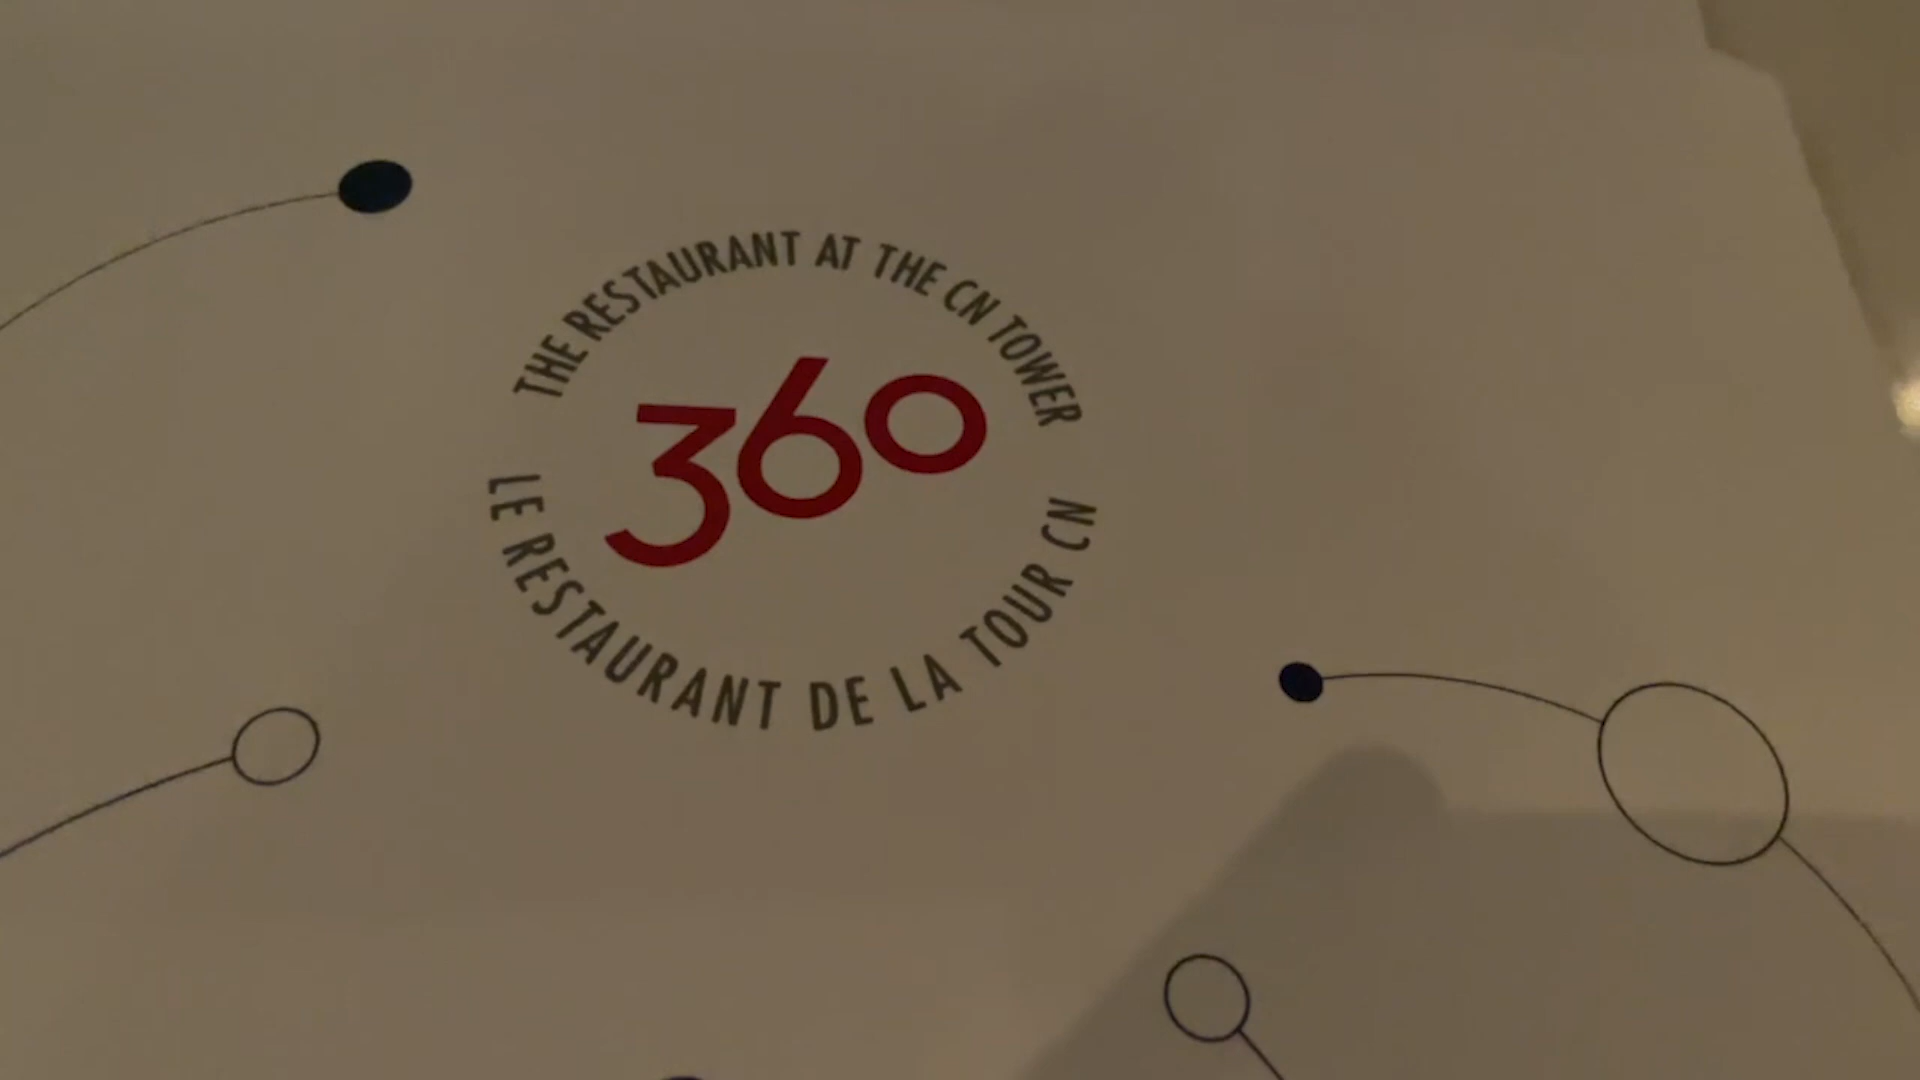 THE RESTAURANT AT THE CN TOWER
360
LE RESTAURANT DE LA TOUR CN